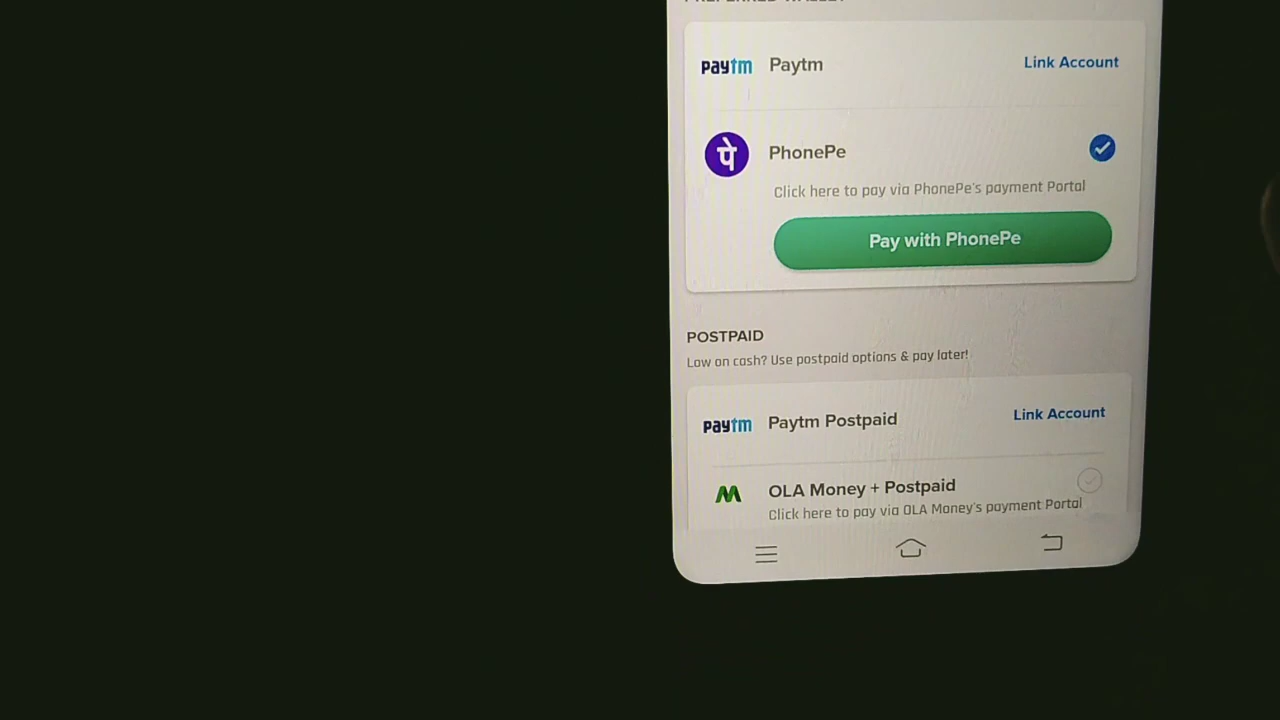 PREFERRED WALLET
paytm Paytm Link Account
पे PhonePe
Click here to pay via PhonePe's payment Portal
Pay with PhonePe
POSTPAID
Low on cash? Use postpaid options & pay later!
paytm Paytm Postpaid Link Account
OLA Money + Postpaid
Click here to pay via OLA Money's payment Portal